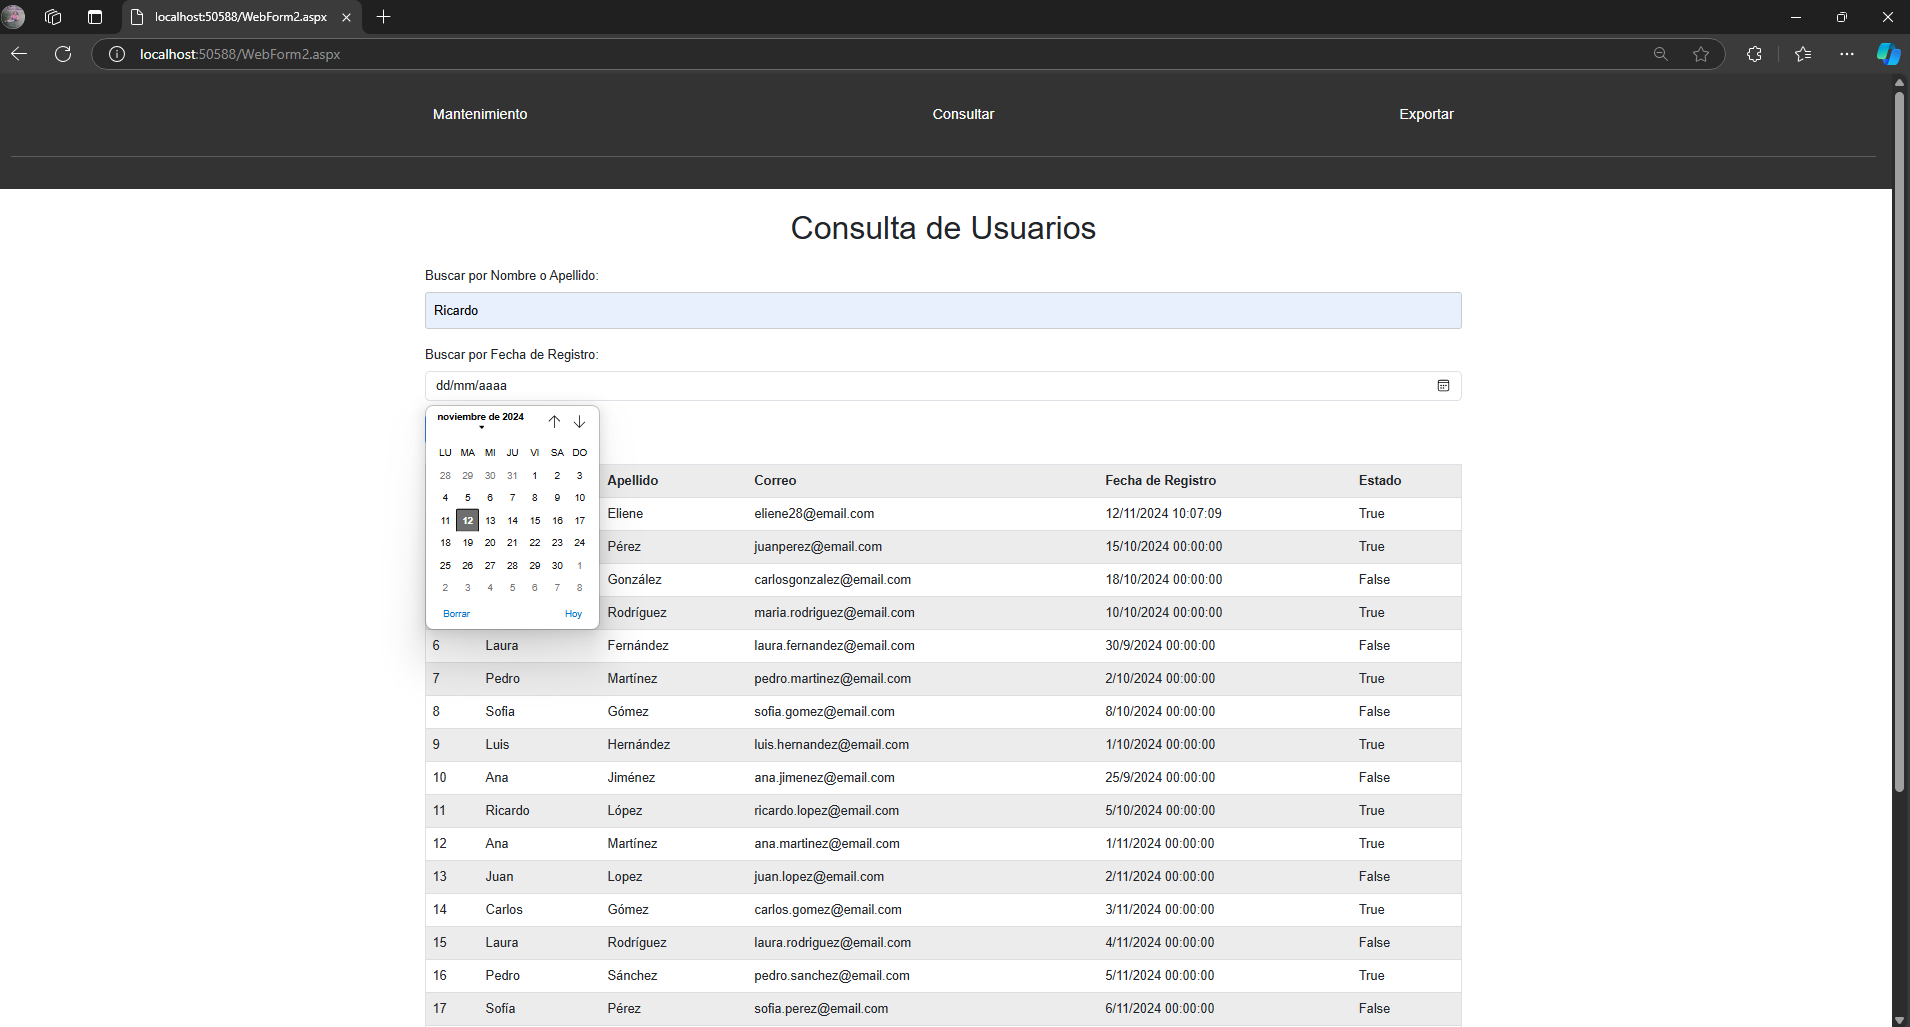 localhost:50588/WebForm2.aspx
localhost:50588/WebForm2.aspx
Mantenimiento Consultar Exportar
Consulta de Usuarios
Buscar por Nombre o Apellido:
Ricardo
Buscar por Fecha de Registro:
dd/mm/aaaa
noviembre de 2024
LU MA MI JU VI SA DO
28 29 30 31 1 2 3
4 5 6 7 8 9 10
11 12 13 14 15 16 17
18 19 20 21 22 23 24
25 26 27 28 29 30 1
2 3 4 5 6 7 8
Borrar Hoy
Apellido Correo Fecha de Registro Estado
Eliene eliene28@email.com 12/11/2024 10:07:09 True
Pérez juanperez@email.com 15/10/2024 00:00:00 True
González carlosgonzalez@email.com 18/10/2024 00:00:00 False
Rodríguez maria.rodriguez@email.com 10/10/2024 00:00:00 True
6 Laura Fernández laura.fernandez@email.com 30/9/2024 00:00:00 False
7 Pedro Martínez pedro.martinez@email.com 2/10/2024 00:00:00 True
8 Sofia Gómez sofia.gomez@email.com 8/10/2024 00:00:00 False
9 Luis Hernández luis.hernandez@email.com 1/10/2024 00:00:00 True
10 Ana Jiménez ana.jimenez@email.com 25/9/2024 00:00:00 False
11 Ricardo López ricardo.lopez@email.com 5/10/2024 00:00:00 True
12 Ana Martínez ana.martinez@email.com 1/11/2024 00:00:00 True
13 Juan Lopez juan.lopez@email.com 2/11/2024 00:00:00 False
14 Carlos Gómez carlos.gomez@email.com 3/11/2024 00:00:00 True
15 Laura Rodríguez laura.rodriguez@email.com 4/11/2024 00:00:00 False
16 Pedro Sánchez pedro.sanchez@email.com 5/11/2024 00:00:00 True
17 Sofía Pérez sofia.perez@email.com 6/11/2024 00:00:00 False